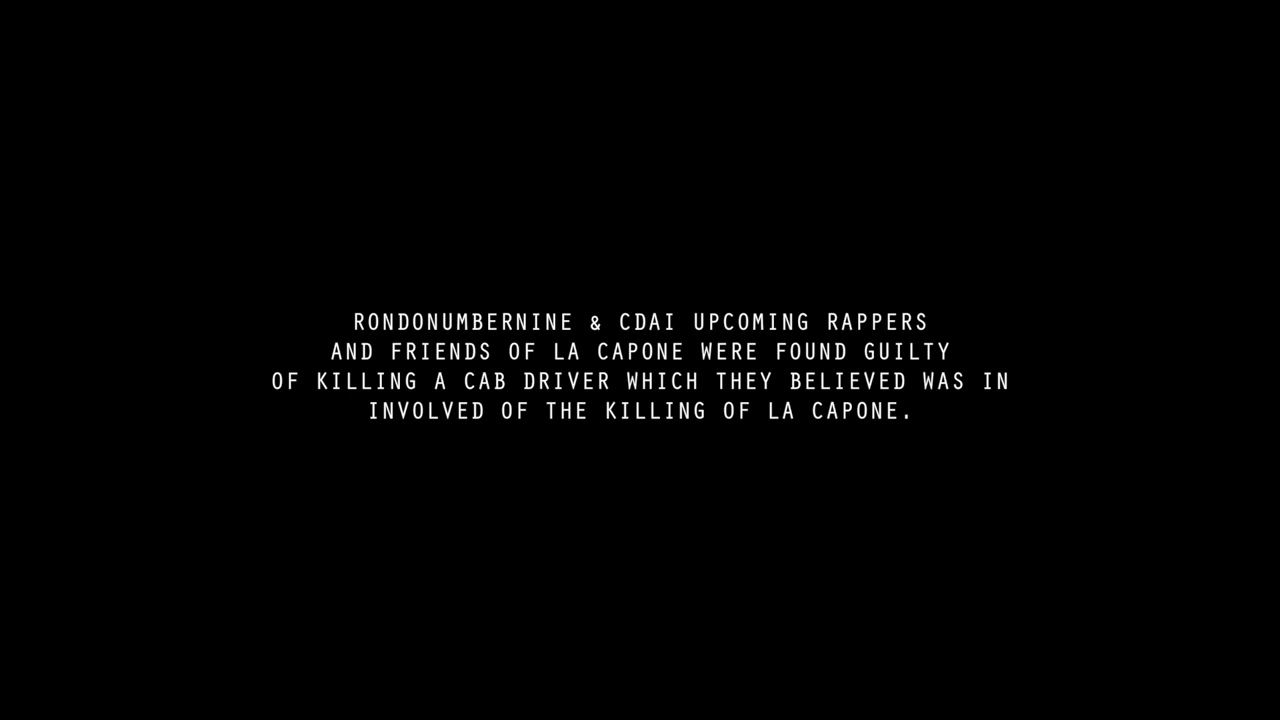 RONDONUMBERNINE & CDAI UPCOMING RAPPERS
AND FRIENDS OF LA CAPONE WERE FOUND GUILTY
OF KILLING A CAB DRIVER WHICH THEY BELIEVED WAS IN
INVOLVED OF THE KILLING OF LA CAPONE.